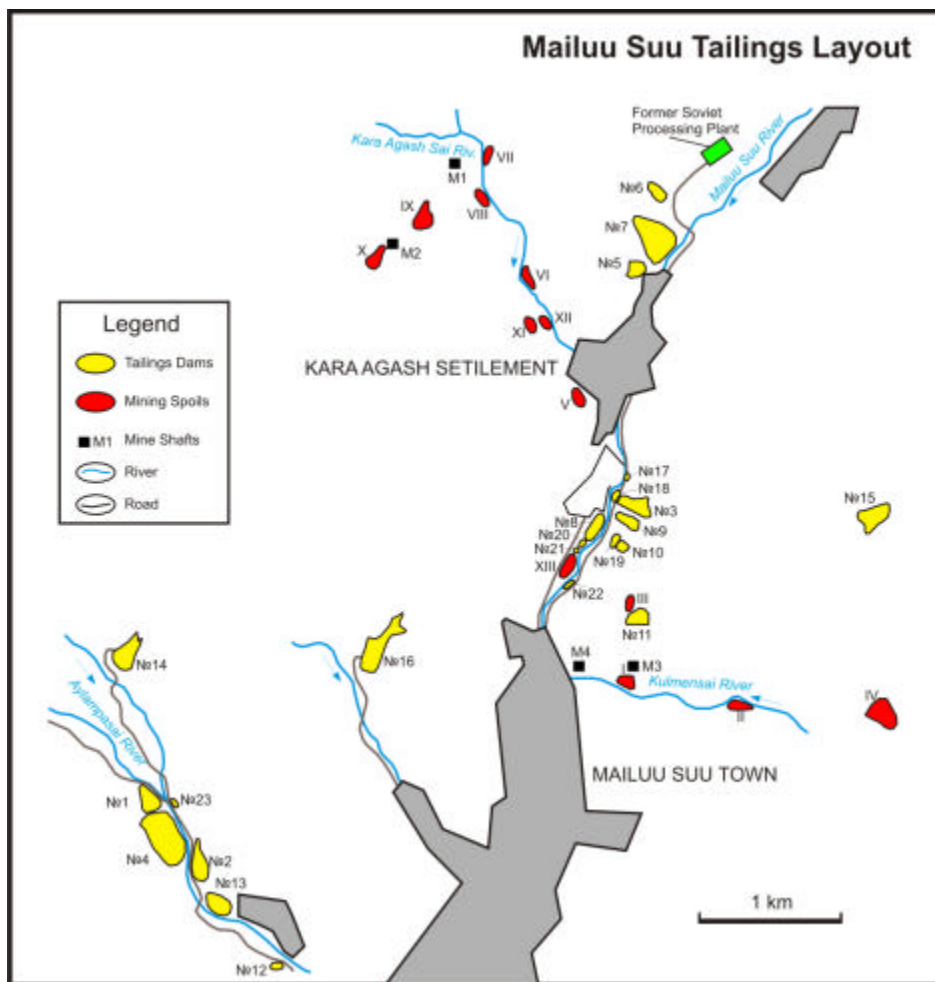 Mailuu Suu Tailings Layout
Former Soviet
Processing Plant
Mailuu Suu River
Kara Agash Sai Riv.
M1
VII
VIII
IX
X
M2
№6
№7
№5
VI
XI
XII
KARA AGASH SETILEMENT
V
Legend
Tailings Dams
Mining Spoils
M1 Mine Shafts
River
Road
№17
№18
№3
№8
№9
№20
№21
№10
№19
XIII
№22
№15
III
№11
M4
M3
I
Kulmensai River
II
IV
№14
№16
Aylampasai River
MAILUU SUU TOWN
№1
№23
№4
№2
№13
№12
1 km